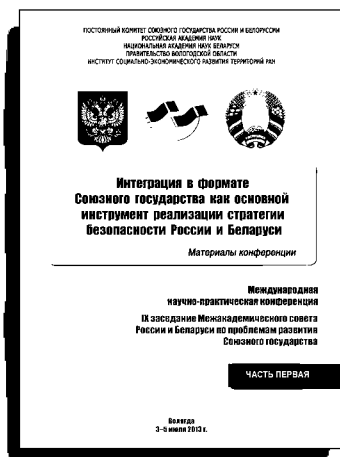 ПОСТОЯННЫЙ КОМИТЕТ СОЮЗНОГО ГОСУДАРСТВА РОССИИ И БЕЛОРУССИИ
РОССИЙСКАЯ АКАДЕМИЯ НАУК
НАЦИОНАЛЬНАЯ АКАДЕМИЯ НАУК БЕЛАРУСИ
ПРАВИТЕЛЬСТВО ВОЛОГОДСКОЙ ОБЛАСТИ
ИНСТИТУТ СОЦИАЛЬНО-ЭКОНОМИЧЕСКОГО РАЗВИТИЯ ТЕРРИТОРИЙ РАН
Интеграция в формате
Союзного государства как основной
инструмент реализации стратегии
безопасности России и Беларуси
Материалы конференции
Международная
научно-практическая конференция
IX заседание Межакадемического совета
России и Беларуси по проблемам развития
Союзного государства
ЧАСТЬ ПЕРВАЯ
Вологда
3–5 июля 2013 г.